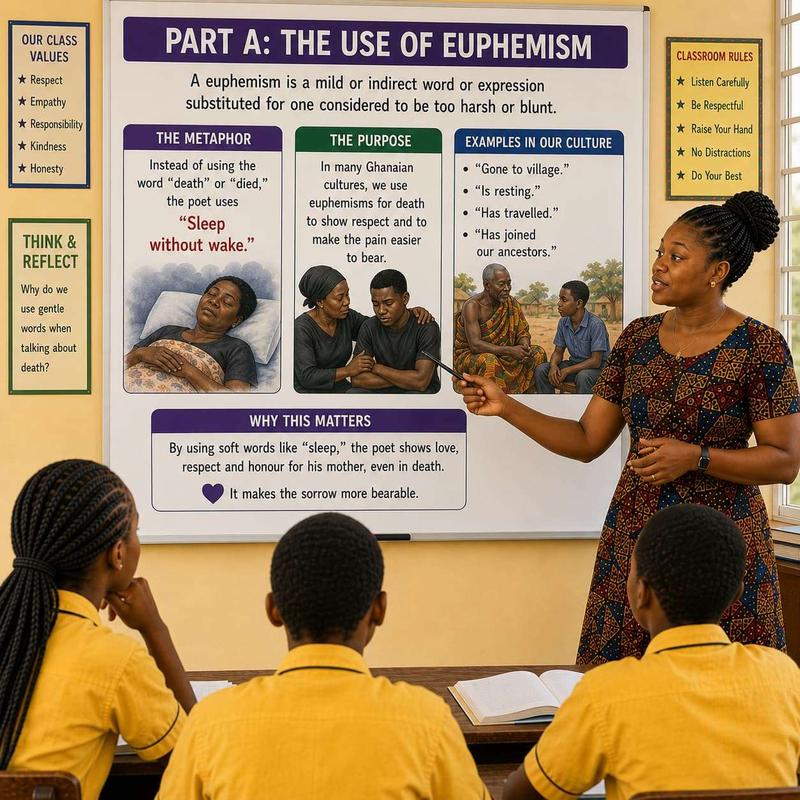 OUR CLASS
VALUES
★ Respect
★ Empathy
★ Responsibility
★ Kindness
★ Honesty
THINK &
REFLECT
Why do we
use gentle
words when
talking about
death?
PART A: THE USE OF EUPHEMISM
A euphemism is a mild or indirect word or expression
substituted for one considered to be too harsh or blunt.
THE METAPHOR
Instead of using the
word “death” or “died,”
the poet uses
“Sleep
without wake.”
THE PURPOSE
In many Ghanaian
cultures, we use
euphemisms for death
to show respect and to
make the pain easier
to bear.
EXAMPLES IN OUR CULTURE
• “Gone to village.”
• “Is resting.”
• “Has travelled.”
• “Has joined
our ancestors.”
WHY THIS MATTERS
By using soft words like “sleep,” the poet shows love,
respect and honour for his mother, even in death.
It makes the sorrow more bearable.
CLASSROOM RULES
★ Listen Carefully
★ Be Respectful
★ Raise Your Hand
★ No Distractions
★ Do Your Best